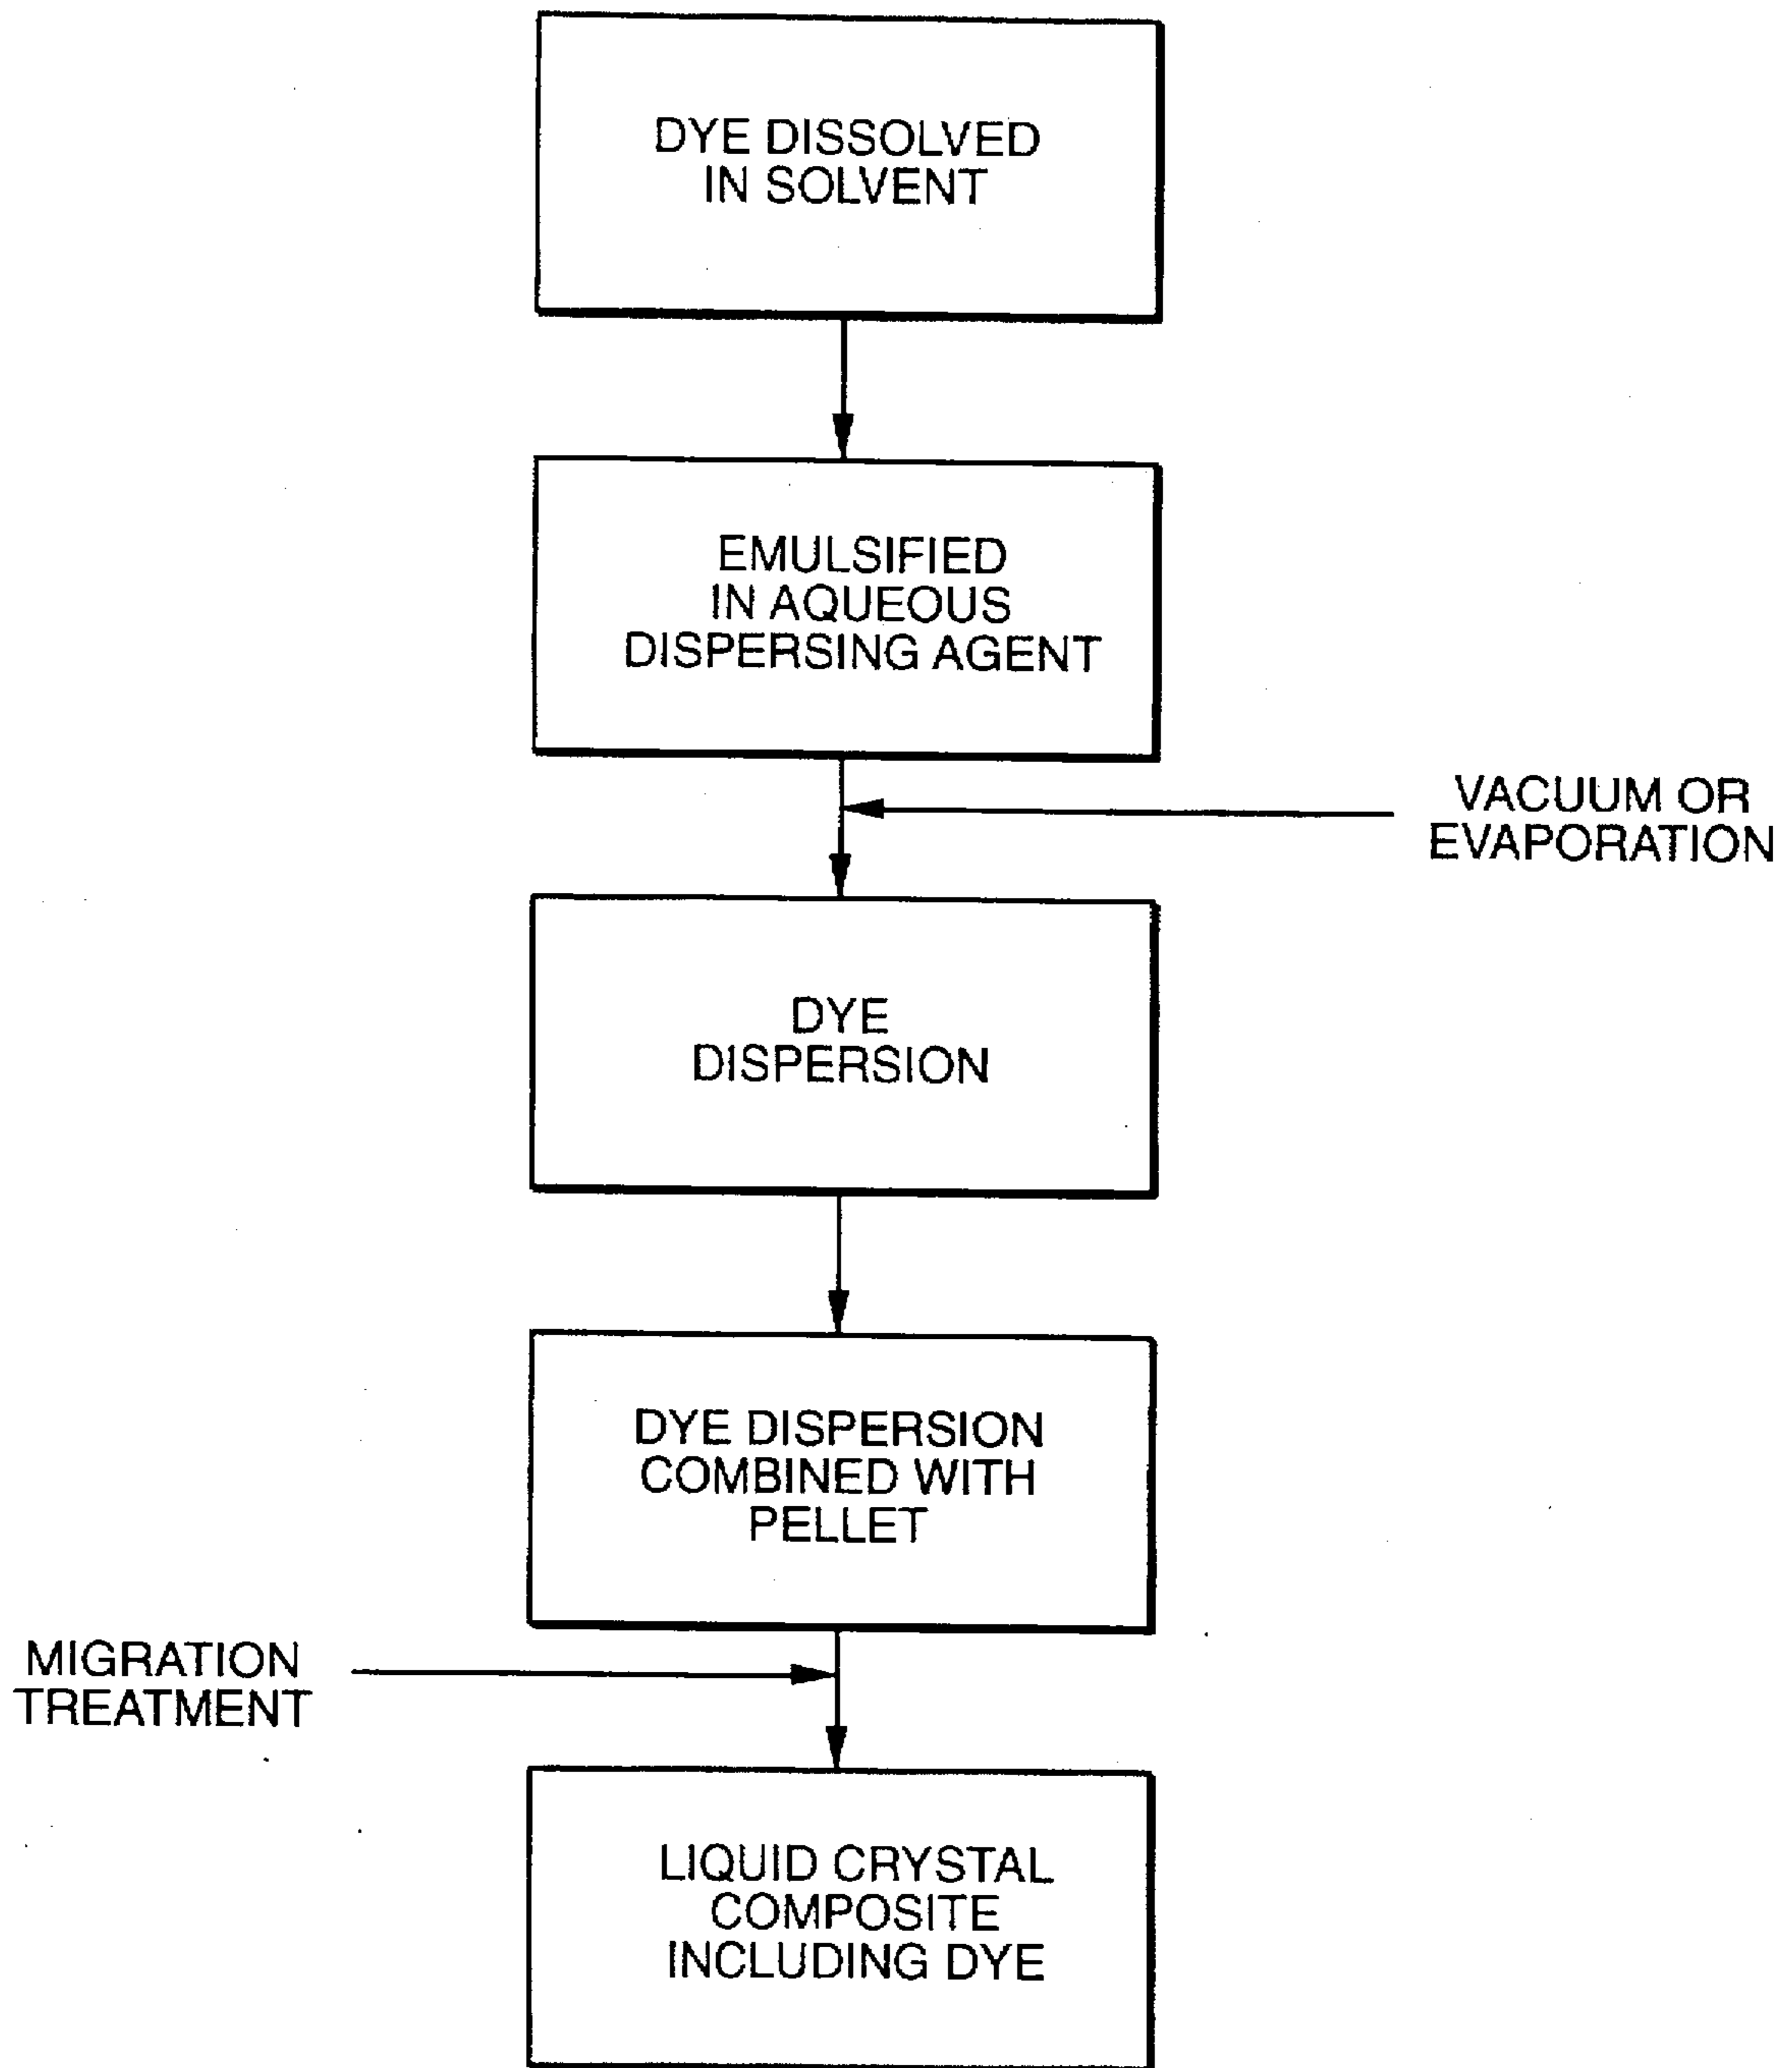 DYE DISSOLVED
IN SOLVENT
EMULSIFIED
IN AQUEOUS
DISPERSING AGENT
VACUUM OR
EVAPORATION
DYE
DISPERSION
DYE DISPERSION
COMBINED WITH
PELLET
MIGRATION
TREATMENT
LIQUID CRYSTAL
COMPOSITE
INCLUDING DYE